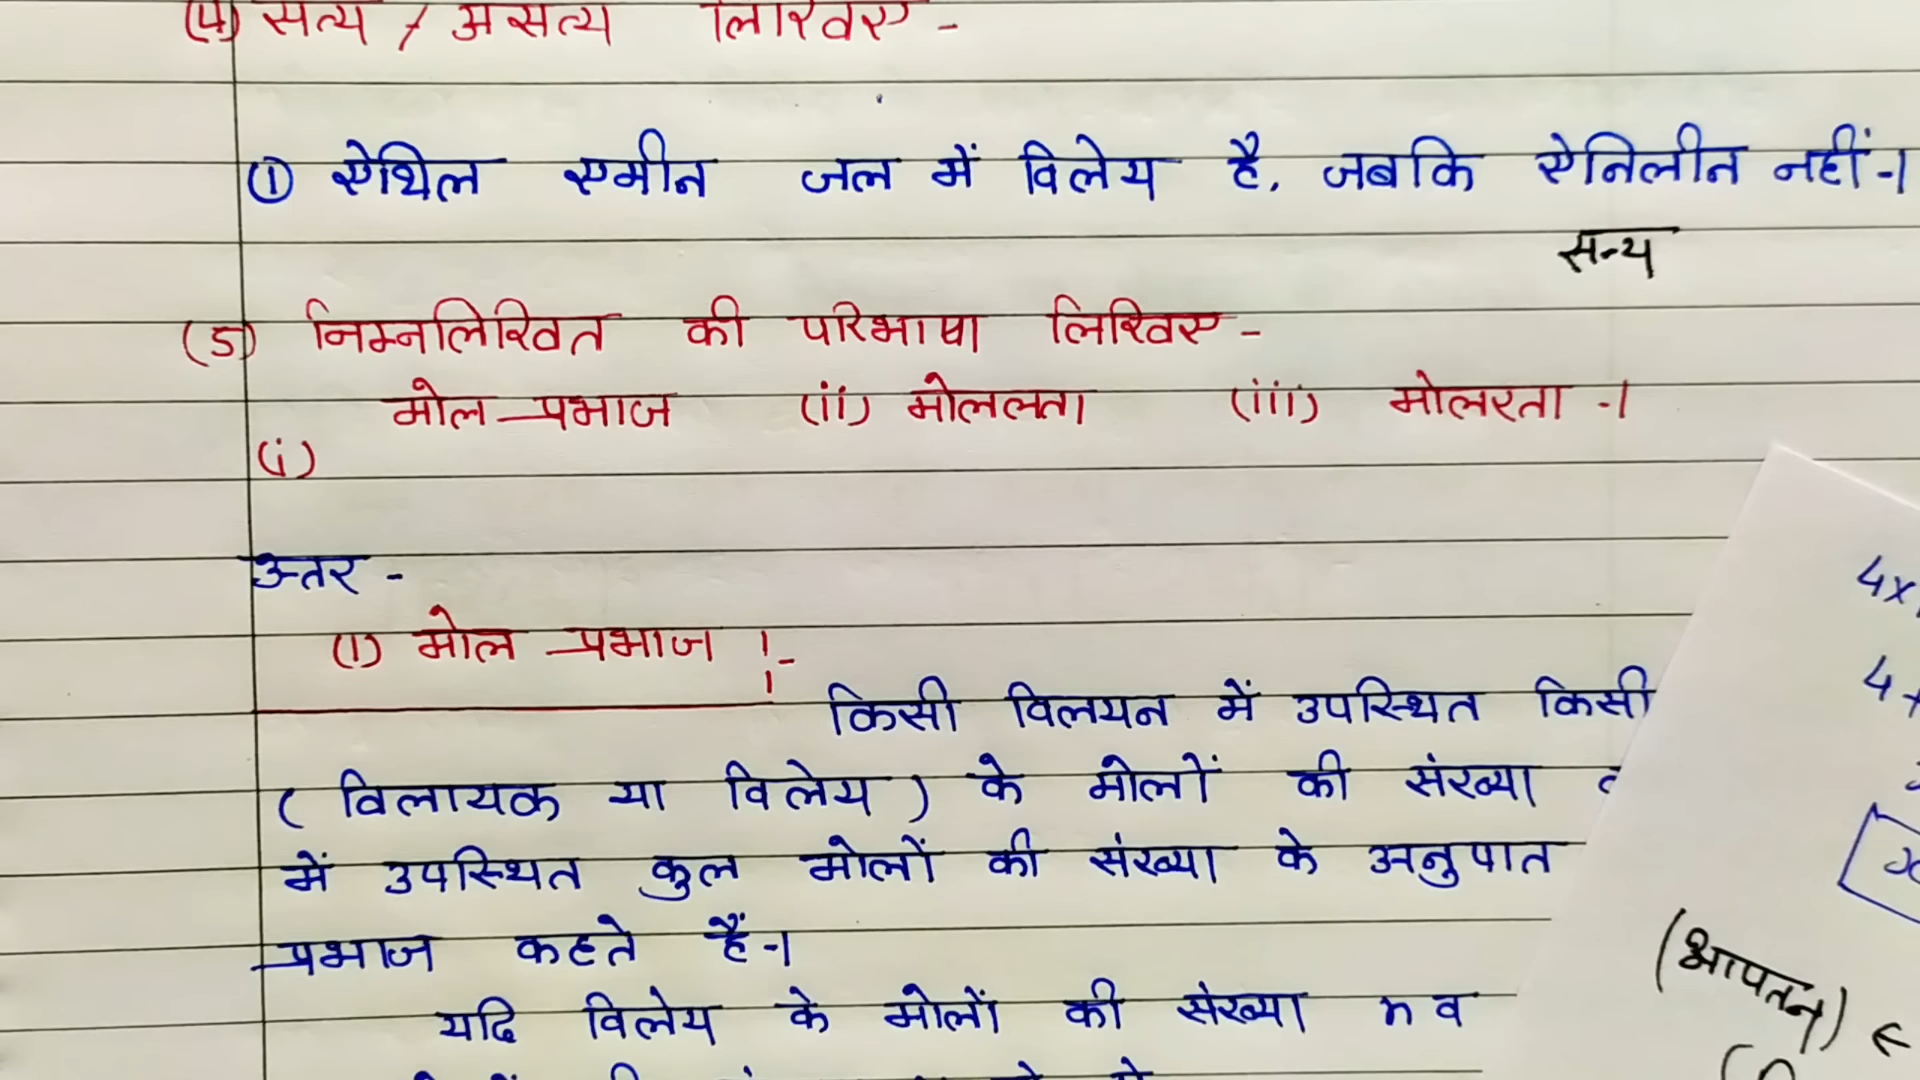 (4) सत्य / असत्य लिखिए -
① ऐथिल एमीन जल में विलेय है, जबकि ऐनिलीन नहीं -।
सत्य
(5) निम्नलिखित की परिभाषा लिखिए -
(i) मोल-प्रभाज (ii) मोललता (iii) मोलरता -।
उत्तर -
(1) मोल प्रभाज :-
किसी विलयन में उपस्थित किसी
( विलायक या विलेय ) के मोलों की संख्या
में उपस्थित कुल मोलों की संख्या के अनुपात
प्रभाज कहते हैं -।
यदि विलेय के मोलों की संख्या n व
4x
4
(आपतन) ←